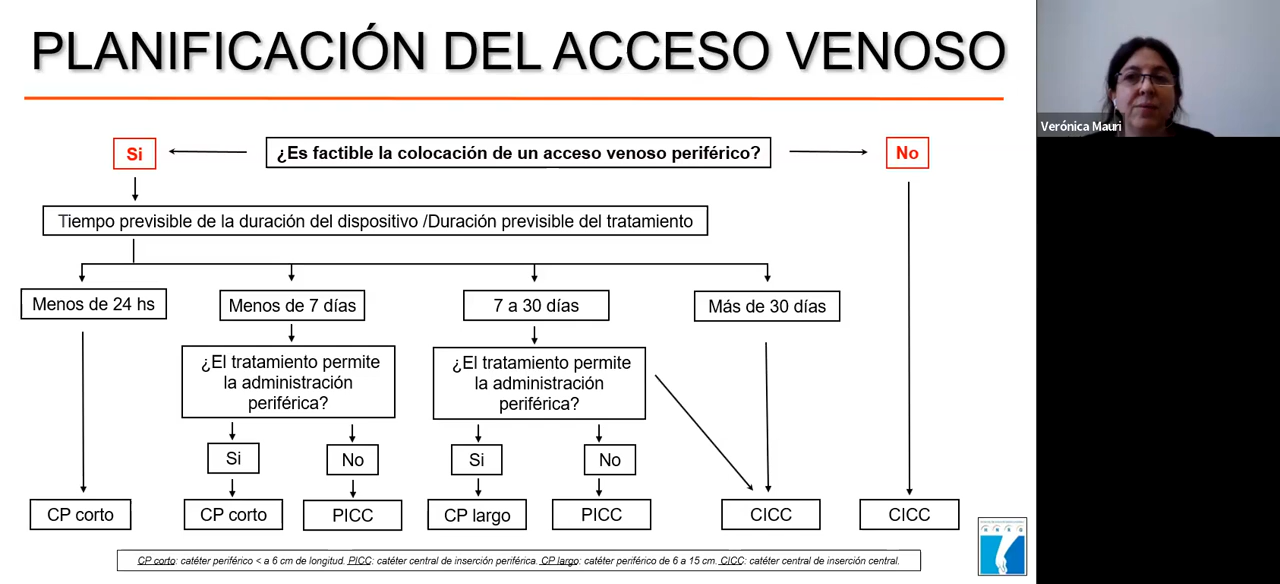 PLANIFICACIÓN DEL ACCESO VENOSO
Verónica Mauri
Si
¿Es factible la colocación de un acceso venoso periférico?
No
Tiempo previsible de la duración del dispositivo /Duración previsible del tratamiento
Menos de 24 hs
Menos de 7 días
7 a 30 días
Más de 30 días
¿El tratamiento permite
la administración
periférica?
¿El tratamiento permite
la administración
periférica?
Si
No
Si
No
CP corto
CP corto
PICC
CP largo
PICC
CICC
CICC
CP corto: catéter periférico < a 6 cm de longitud. PICC: catéter central de inserción periférica. CP largo: catéter periférico de 6 a 15 cm. CICC: catéter central de inserción central.